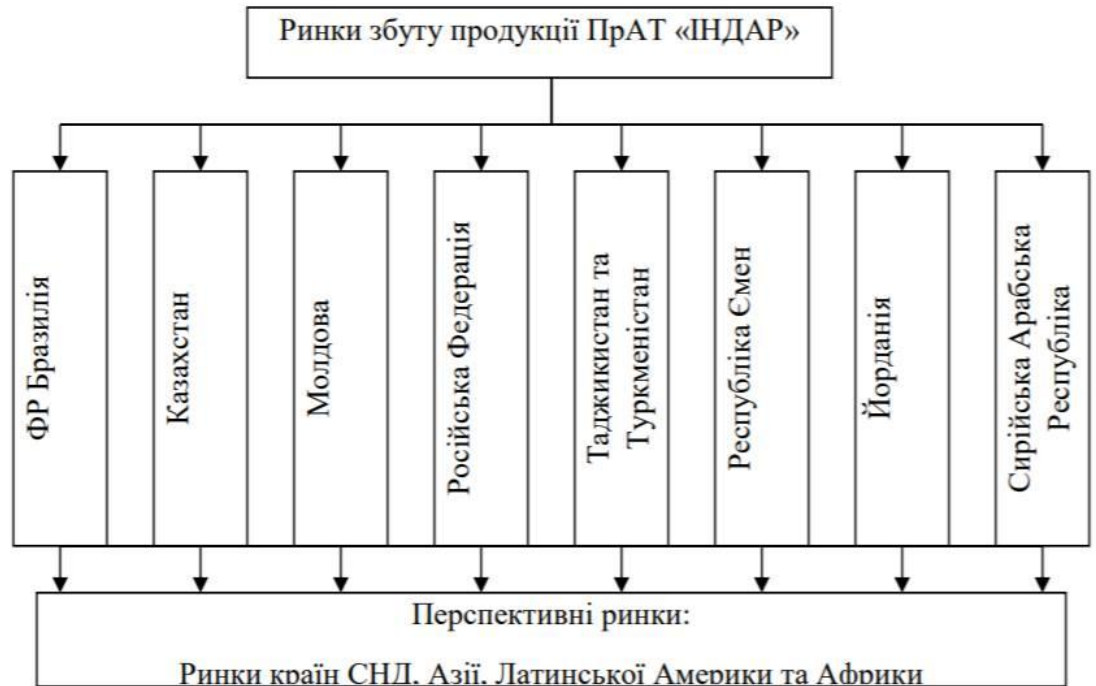 Ринки збуту продукції ПрАТ «ІНДАР»
ФР Бразилія
Казахстан
Молдова
Російська Федерація
Таджикистан та
Туркменістан
Республіка Ємен
Йорданія
Сирійська Арабська
Республіка
Перспективні ринки:
Ринки країн СНД, Азії, Латинської Америки та Африки